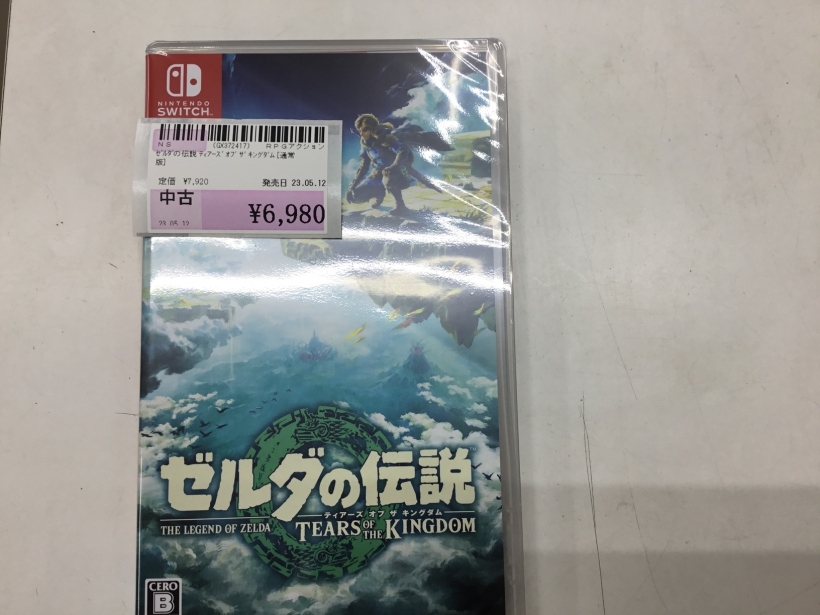 NINTENDO
SWITCH
NS (GX372417) RPGアクション
ゼルダの伝説 ティアーズ オブ ザ キングダム [通常
版]
定価 ¥7,920 発売日 23.05.12
中古
¥6,980
23.05.12
ゼルダの伝説
ティアーズ オブ ザ キングダム
THE LEGEND OF ZELDA TEARS OF THE KINGDOM
CERO
B